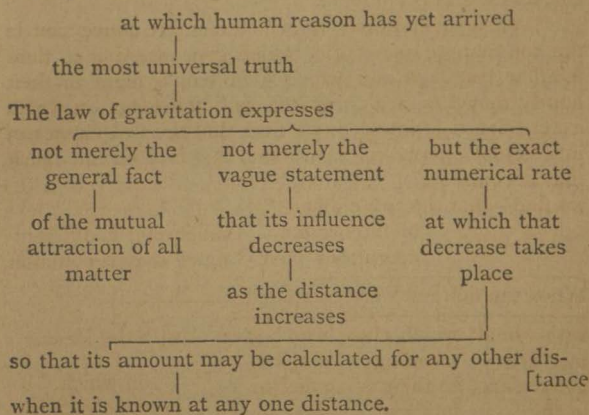 at which human reason has yet arrived
the most universal truth
The law of gravitation expresses
not merely the
general fact
of the mutual
attraction of all
matter
not merely the
vague statement
that its influence
decreases
as the distance
increases
but the exact
numerical rate
at which that
decrease takes
place
so that its amount may be calculated for any other dis-
[tance
when it is known at any one distance.